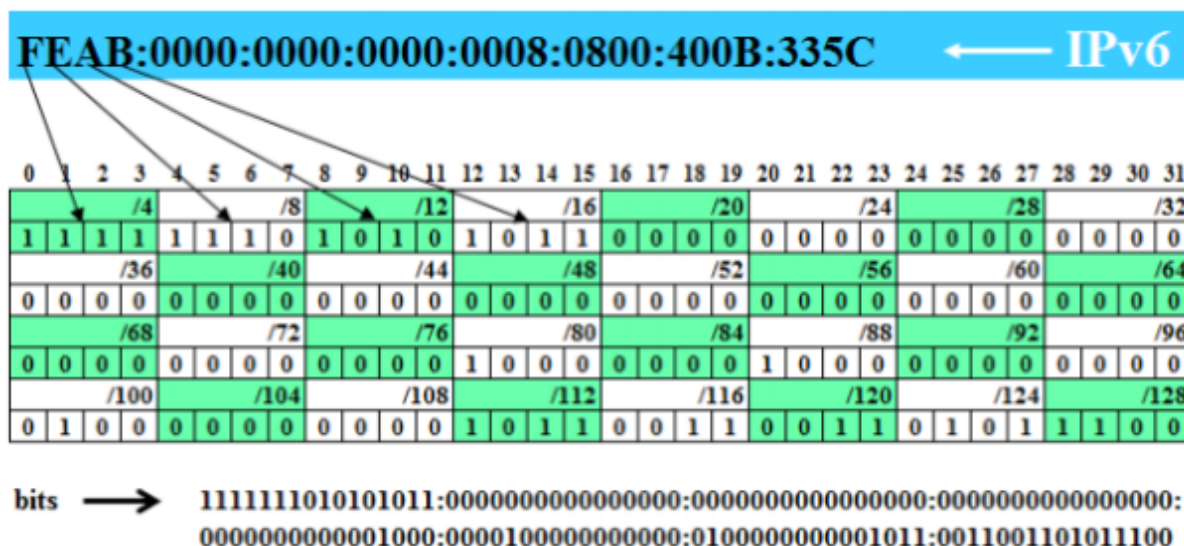 FEAB:0000:0000:0000:0008:0800:400B:335C IPv6
0 1 2 3 4 5 6 7 8 9 10 11 12 13 14 15 16 17 18 19 20 21 22 23 24 25 26 27 28 29 30 31
/4 /8 /12 /16 /20 /24 /28 /32
1 1 1 1 1 1 1 0 1 0 1 0 1 0 1 1 0 0 0 0 0 0 0 0 0 0 0 0 0 0 0 0
/36 /40 /44 /48 /52 /56 /60 /64
0 0 0 0 0 0 0 0 0 0 0 0 0 0 0 0 0 0 0 0 0 0 0 0 0 0 0 0 0 0 0 0
/68 /72 /76 /80 /84 /88 /92 /96
0 0 0 0 0 0 0 0 0 0 0 0 1 0 0 0 0 0 0 0 1 0 0 0 0 0 0 0 0 0 0 0
/100 /104 /108 /112 /116 /120 /124 /128
0 1 0 0 0 0 0 0 0 0 0 0 1 0 1 1 0 0 1 1 0 0 1 1 0 1 0 1 1 1 0 0
bits 1111111010101011:0000000000000000:0000000000000000:0000000000000000:
0000000000001000:0000100000000000:0100000000001011:0011001101011100